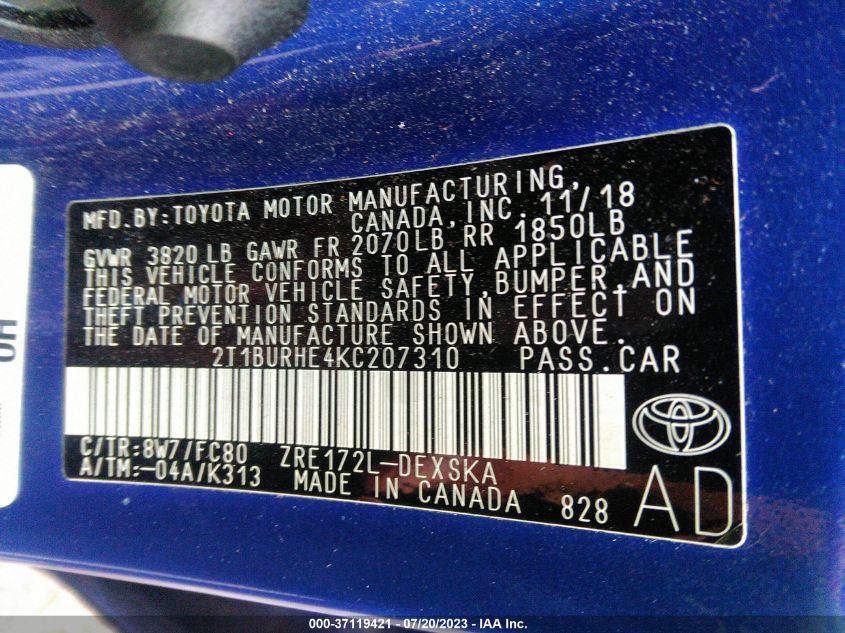 MFD.BY:TOYOTA MOTOR MANUFACTURING,
CANADA,INC. 11/18
GVWR 3820 LB GAWR FR 2070LB RR 1850LB
THIS VEHICLE CONFORMS TO ALL APPLICABLE
FEDERAL MOTOR VEHICLE SAFETY,BUMPER,AND
THEFT PREVENTION STANDARDS IN EFFECT ON
THE DATE OF MANUFACTURE SHOWN ABOVE.
2T1BURHE4KC207310 PASS.CAR
C/TR:8W7/FC80 ZRE172L-DEXSKA
A/TM:-04A/K313 MADE IN CANADA 828
AD
000-37119421 - 07/20/2023 - IAA Inc.